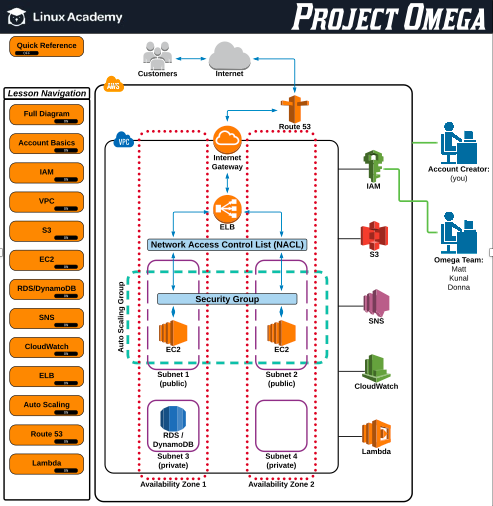 Linux Academy
PROJECT OMEGA
Quick Reference
OFF
Customers
Internet
Lesson Navigation
AWS
Full Diagram
Account Basics
IAM
VPC
S3
EC2
RDS/DynamoDB
SNS
CloudWatch
ELB
Auto Scaling
Route 53
Lambda
Route 53
VPC
Internet
Gateway
ELB
Network Access Control List (NACL)
Auto Scaling Group
Security Group
EC2
EC2
Subnet 1
(public)
Subnet 2
(public)
RDS /
DynamoDB
Subnet 3
(private)
Subnet 4
(private)
Availability Zone 1
Availability Zone 2
IAM
S3
SNS
CloudWatch
Lambda
Account Creator:
(you)
Omega Team:
Matt
Kunal
Donna